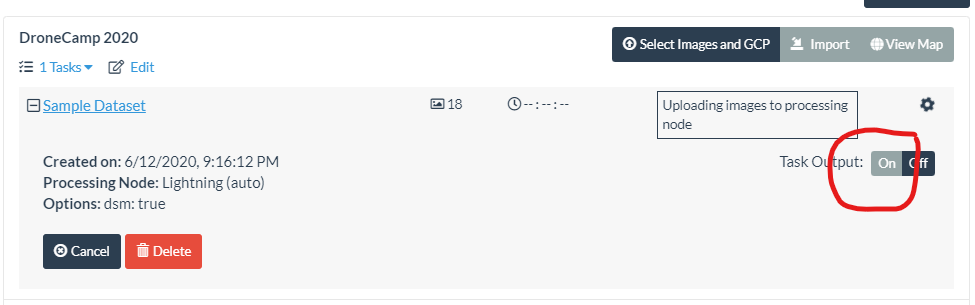 DroneCamp 2020
Select Images and GCP Import View Map
1 Tasks Edit
Sample Dataset 18 --:--:-- Uploading images to processing
node
Created on: 6/12/2020, 9:16:12 PM
Task Output: On Off
Processing Node: Lightning (auto)
Options: dsm: true
Cancel Delete